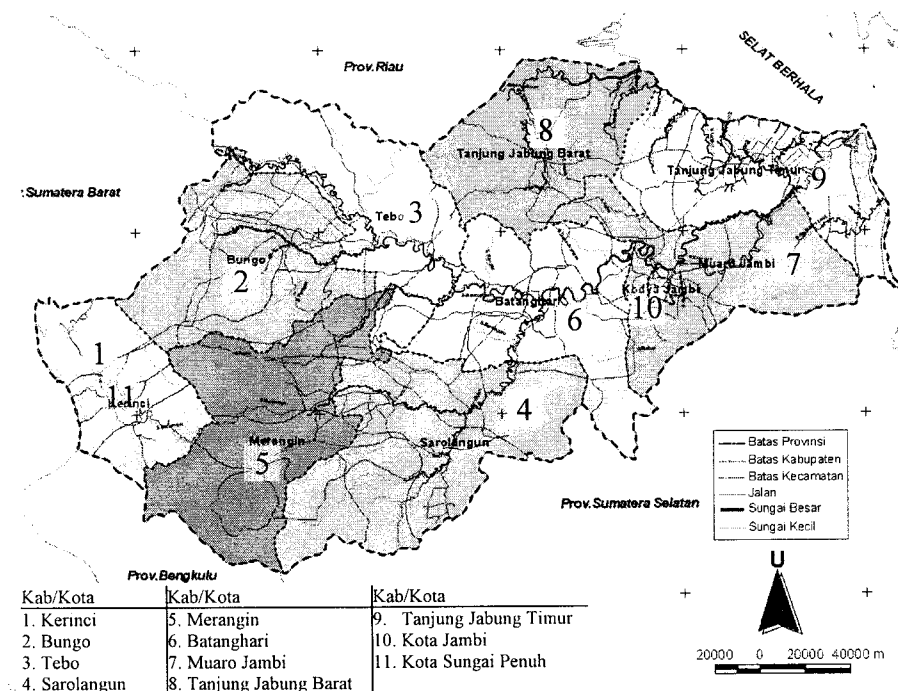 SELAT BERHALA
Prov.Riau
8
Tanjung Jabung Barat
Tanjung Jabung Timur
9
:Sumatera Barat
Tebo 3
Bungo
2
Muara Jambi
7
Kodya Jambi
10
Batanghari
6
1
11
Kerinci
4
Merangin
5
Sarolangun
Batas Provinsi
Batas Kabupaten
Batas Kecamatan
Jalan
Sungai Besar
Sungai Kecil
Prov.Sumatera Selatan
Prov.Bengkulu
U
20000 0 20000 40000 m
Kab/Kota Kab/Kota Kab/Kota
1. Kerinci 5. Merangin 9. Tanjung Jabung Timur
2. Bungo 6. Batanghari 10. Kota Jambi
3. Tebo 7. Muaro Jambi 11. Kota Sungai Penuh
4. Sarolangun 8. Tanjung Jabung Barat